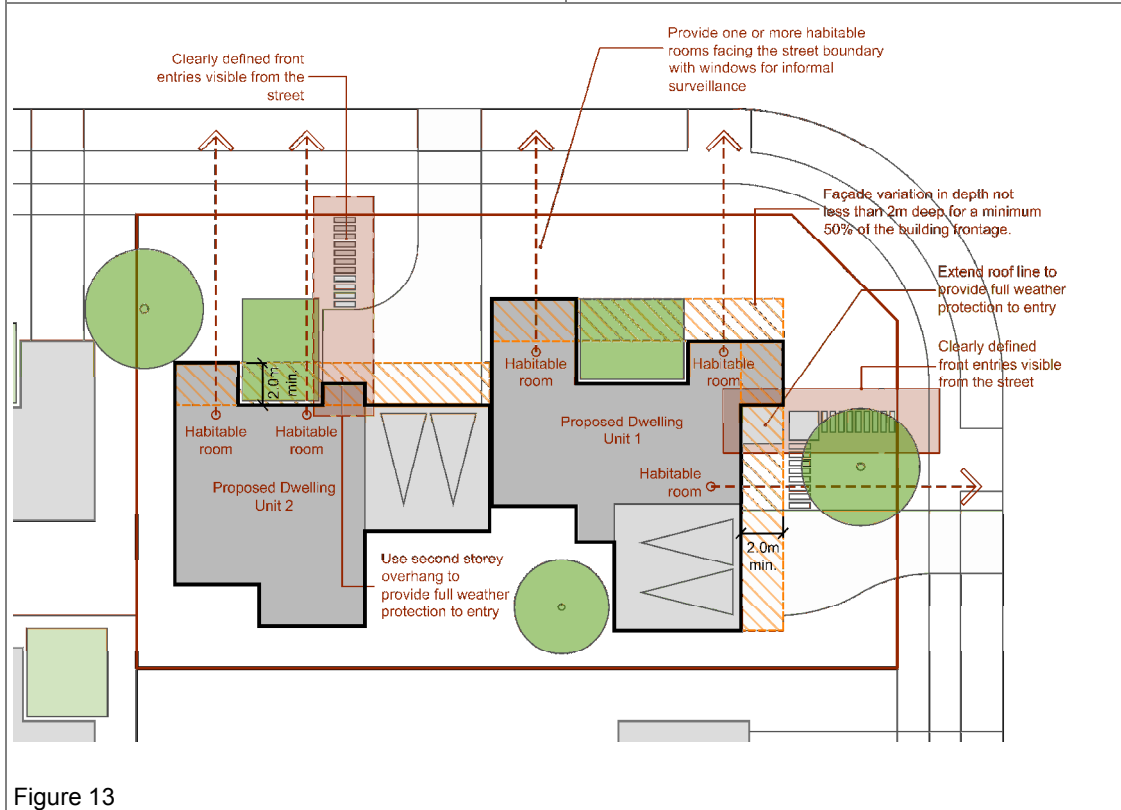 Clearly defined front
entries visible from the
street
Provide one or more habitable
rooms facing the street boundary
with windows for informal
surveillance
Façade variation in depth not
less than 2m deep for a minimum
50% of the building frontage.
Extend roof line to
provide full weather
protection to entry
Clearly defined
front entries visible
from the street
2.0m
min.
Habitable
room
Habitable
room
Habitable
room
Habitable
room
Proposed Dwelling
Unit 1
Habitable
room
Proposed Dwelling
Unit 2
2.0m
min.
Use second storey
overhang to
provide full weather
protection to entry
Figure 13